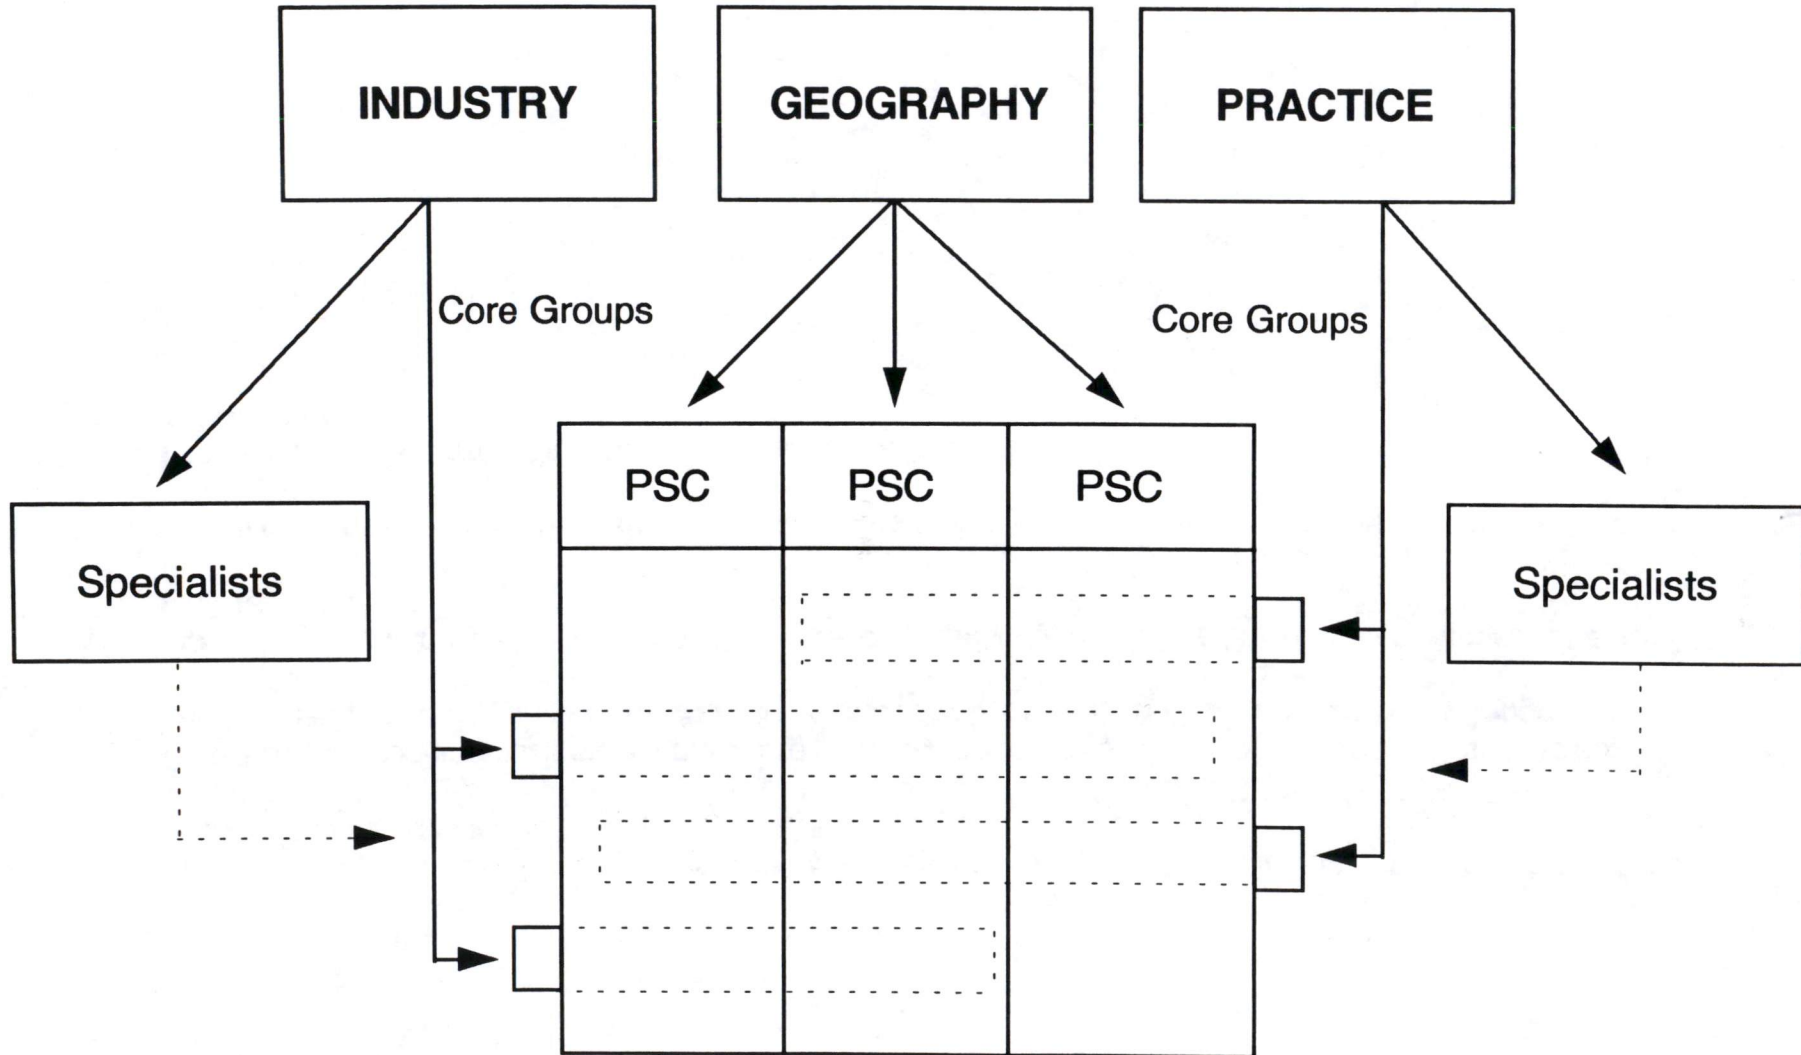 INDUSTRY
GEOGRAPHY
PRACTICE
Core Groups
Core Groups
PSC
PSC
PSC
Specialists
Specialists